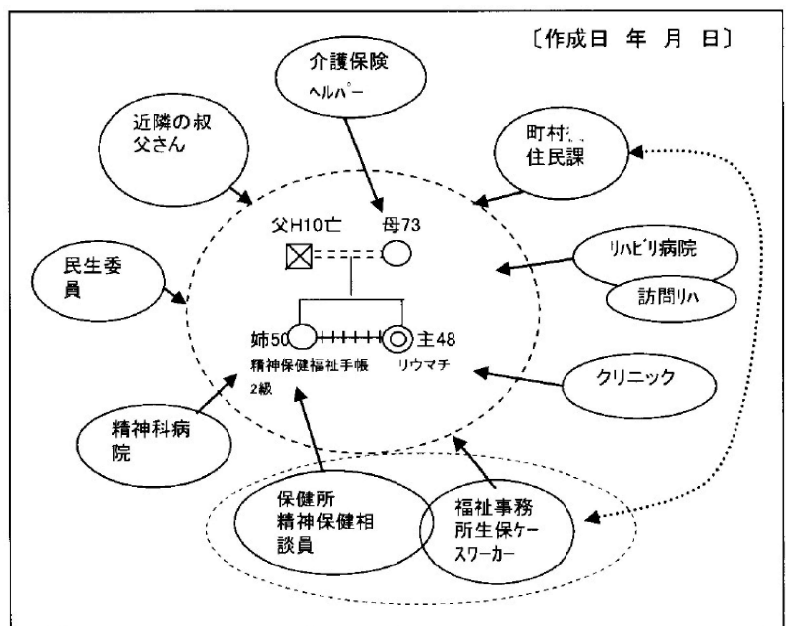 〔作成日 年 月 日〕
介護保険
ヘルパー
近隣の叔
父さん
町村
住民課
父H10亡
母73
リハビリ病院
訪問リハ
民生委
員
姉50
主48
精神保健福祉手帳
2級
リウマチ
クリニック
精神科病
院
保健所
精神保健相
談員
福祉事務
所生保ケー
スワーカー